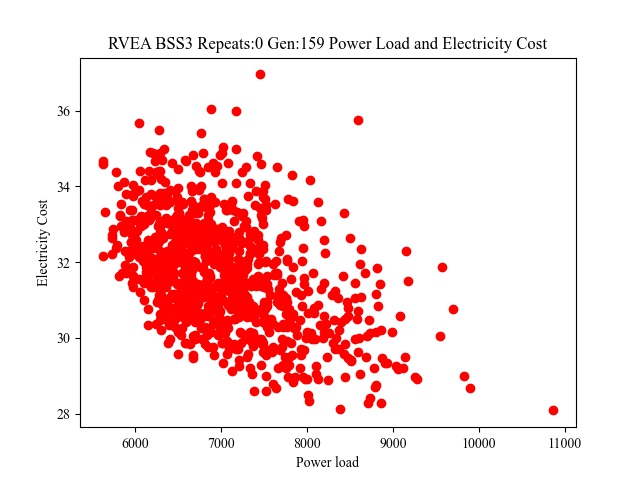 RVEA BSS3 Repeats:0 Gen:159 Power Load and Electricity Cost
Electricity Cost
36
34
32
30
28
6000 7000 8000 9000 10000 11000
Power load